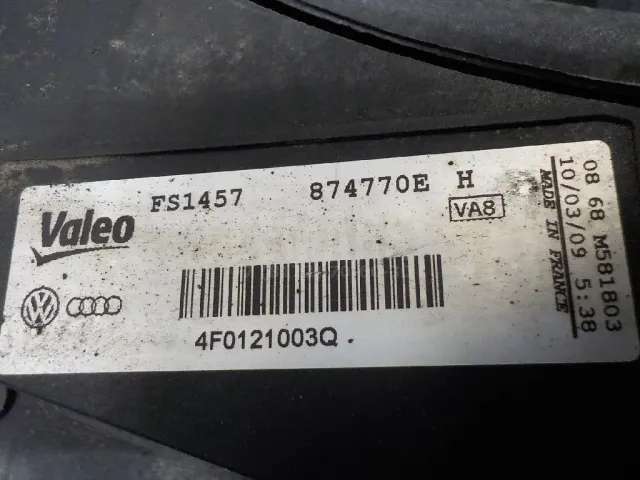 FS1457 874770E H
Valeo
VA8
4F0121003Q.
MADE IN FRANCE
10/03/09 5:38
08 68 M581803